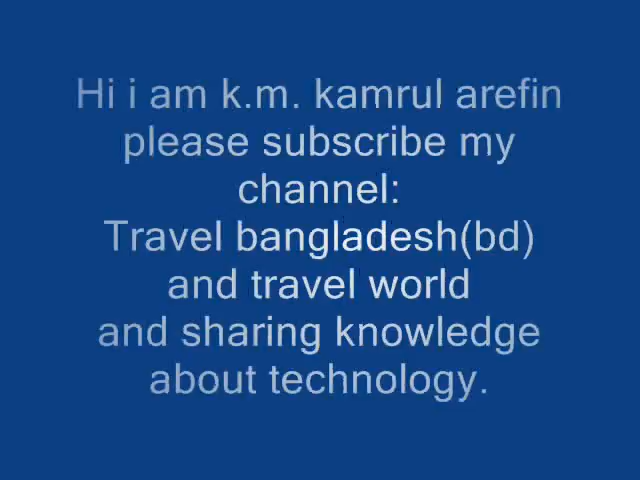 Hi i am k.m. kamrul arefin
please subscribe my
channel:
Travel bangladesh(bd)
and travel world
and sharing knowledge
about technology.